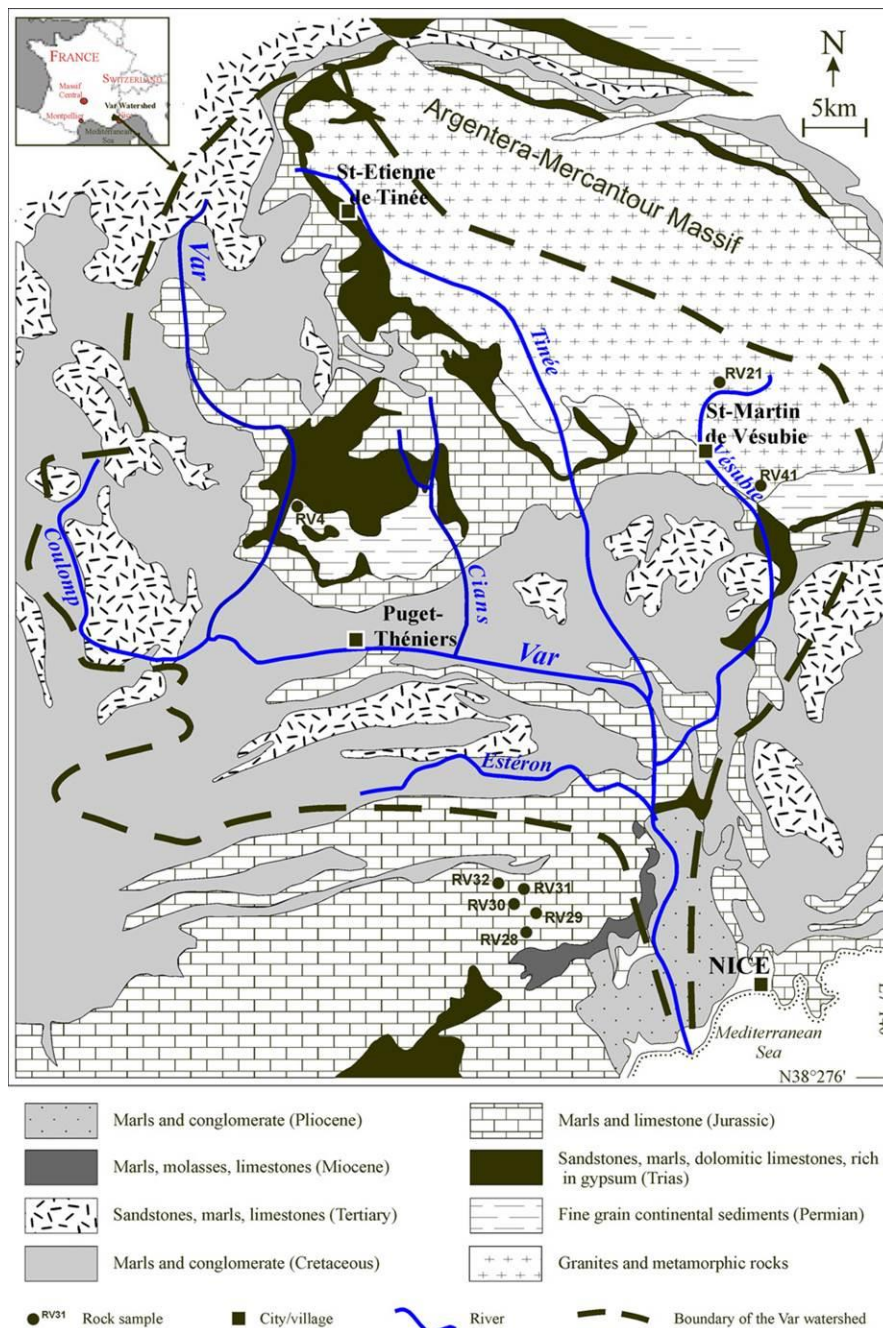 FRANCE
SWITZERLAND
Massif
Central
Var Watershed
Montpellier
Mediterranean
Sea
N
5km
Argentera-Mercantour Massif
St-Etienne
de Tinée
Var
Tinée
RV21
St-Martin
de Vésubie
Vésubie
RV41
RV4
Coulomp
Cians
Puget-
Théniers
Var
Estéron
RV32
RV31
RV30
RV29
RV28
NICE
Mediterranean
Sea
N38°276'
Marls and conglomerate (Pliocene)
Marls and limestone (Jurassic)
Marls, molasses, limestones (Miocene)
Sandstones, marls, dolomitic limestones, rich
in gypsum (Trias)
Sandstones, marls, limestones (Tertiary)
Fine grain continental sediments (Permian)
Marls and conglomerate (Cretaceous)
Granites and metamorphic rocks
RV31 Rock sample
City/village
River
Boundary of the Var watershed